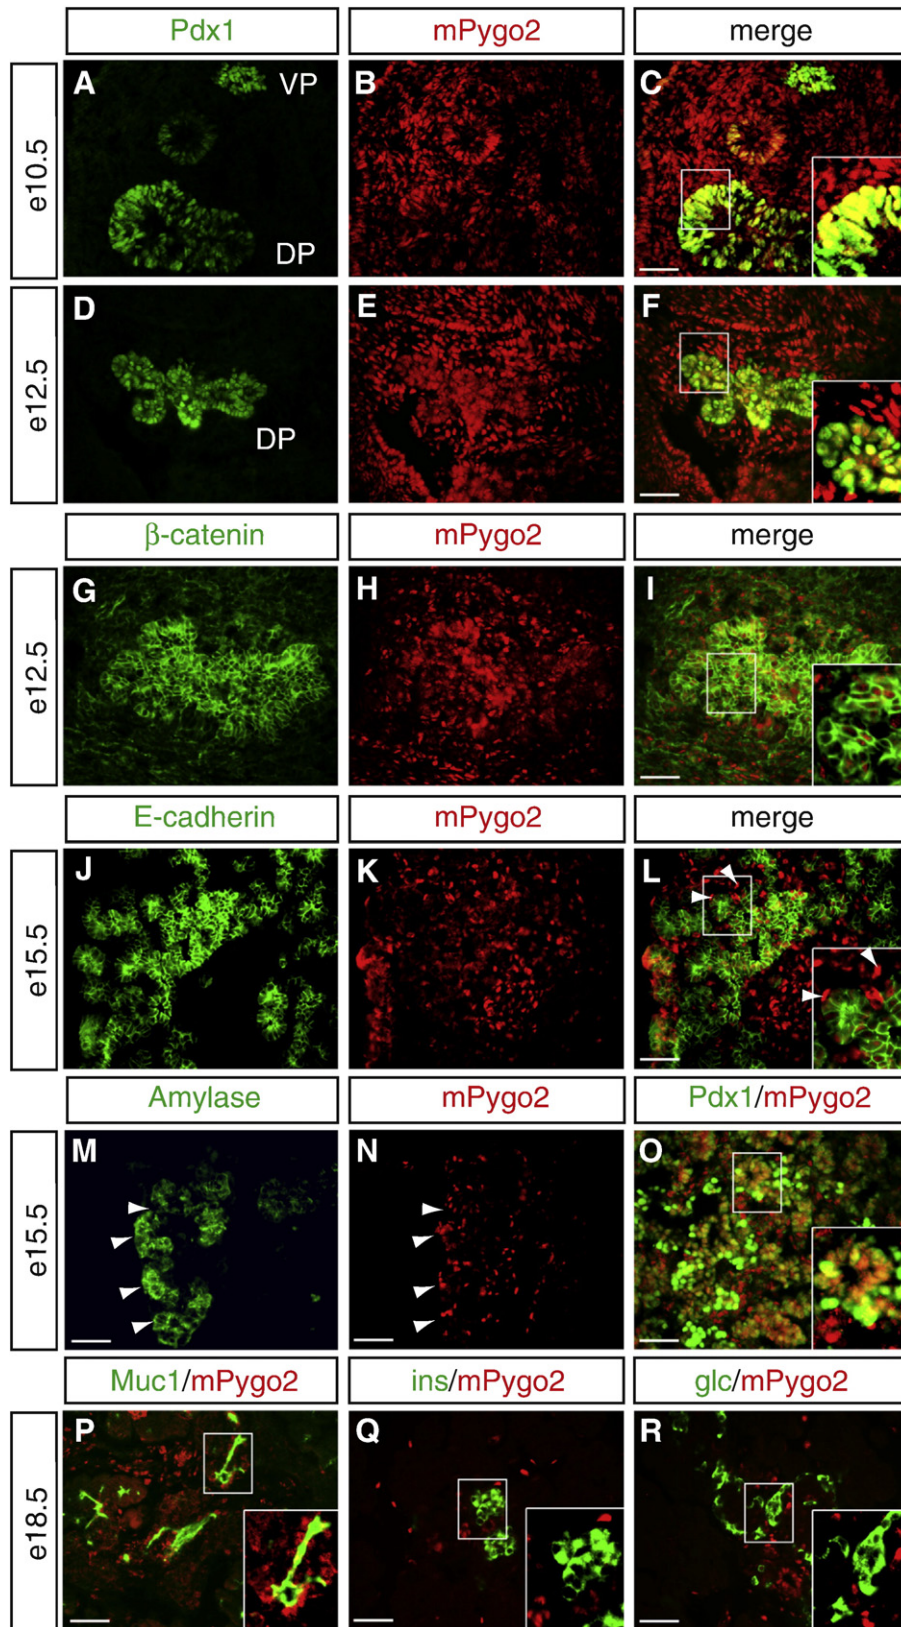 Pdx1 mPygo2 merge
e10.5
A VP DP
B
C
e12.5
D DP
E
F
β-catenin mPygo2 merge
e12.5
G
H
I
E-cadherin mPygo2 merge
e15.5
J
K
L
Amylase mPygo2 Pdx1/mPygo2
e15.5
M
N
O
Muc1/mPygo2 ins/mPygo2 glc/mPygo2
e18.5
P
Q
R